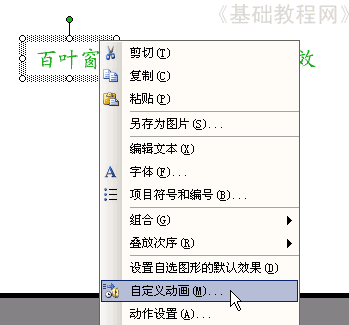 《基础教程网》
百叶窗
效
剪切(T)
复制(C)
粘贴(P)
另存为图片(S)...
编辑文本(X)
字体(F)...
项目符号和编号(B)...
组合(G)
叠放次序(R)
设置自选图形的默认效果(D)
自定义动画(M)...
动作设置(A)...